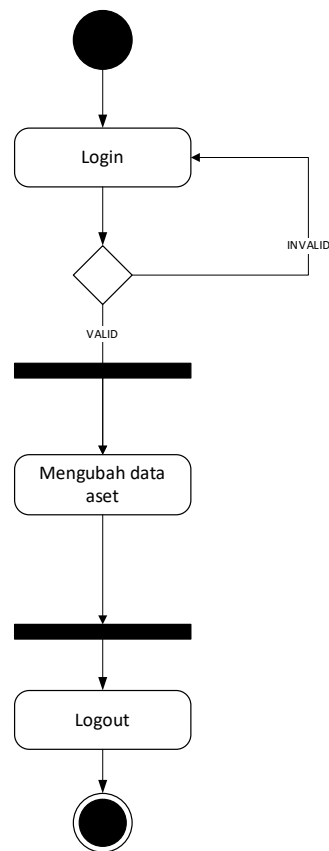 Login
INVALID
VALID
Mengubah data
aset
Logout